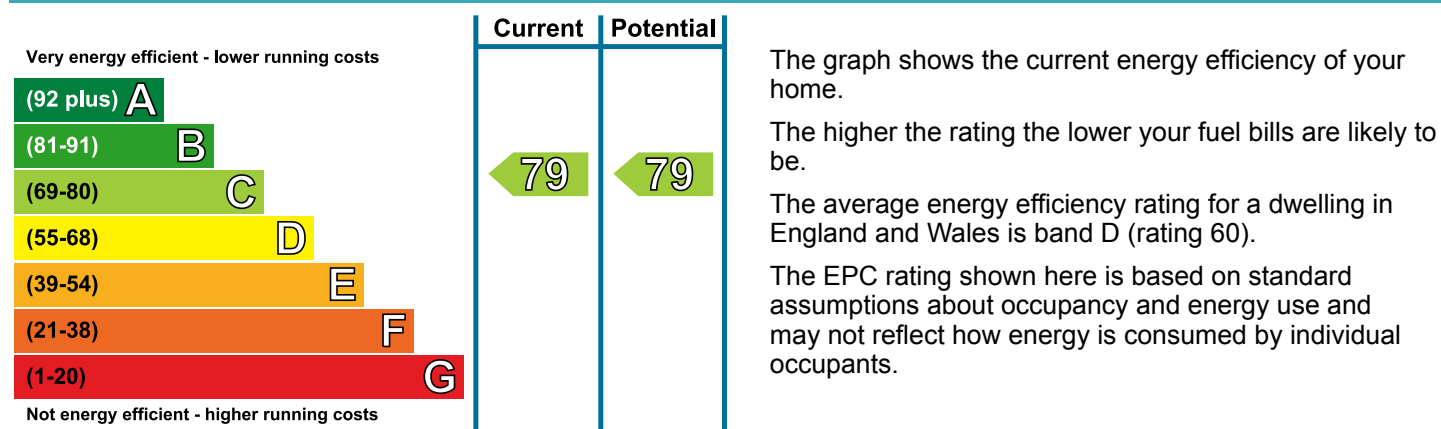 Current Potential
Very energy efficient - lower running costs
(92 plus) A
(81-91) B
(69-80) C
(55-68) D
(39-54) E
(21-38) F
(1-20) G
Not energy efficient - higher running costs
79 79
The graph shows the current energy efficiency of your
home.
The higher the rating the lower your fuel bills are likely to
be.
The average energy efficiency rating for a dwelling in
England and Wales is band D (rating 60).
The EPC rating shown here is based on standard
assumptions about occupancy and energy use and
may not reflect how energy is consumed by individual
occupants.